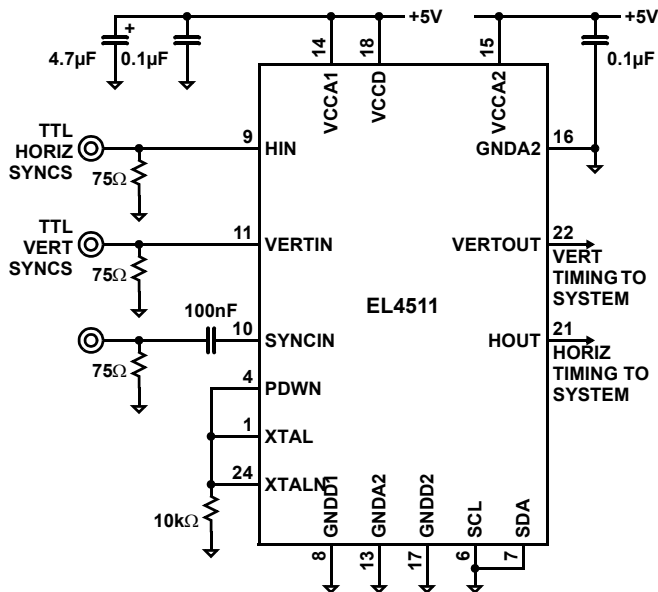 +5V
+5V
+
4.7µF
0.1µF
14
18
15
0.1µF
VCCA1
VCCD
VCCA2
TTL
HORIZ
SYNCS
9
HIN
GNDA2
16
75Ω
TTL
VERT
SYNCS
11
VERTIN
VERTOUT
22
VERT
TIMING TO
SYSTEM
75Ω
100nF
EL4511
10
SYNCIN
HOUT
21
HORIZ
TIMING TO
SYSTEM
75Ω
4
PDWN
1
XTAL
24
XTALN
10kΩ
GNDD1
GNDA2
GNDD2
SCL
SDA
8
13
17
6
7